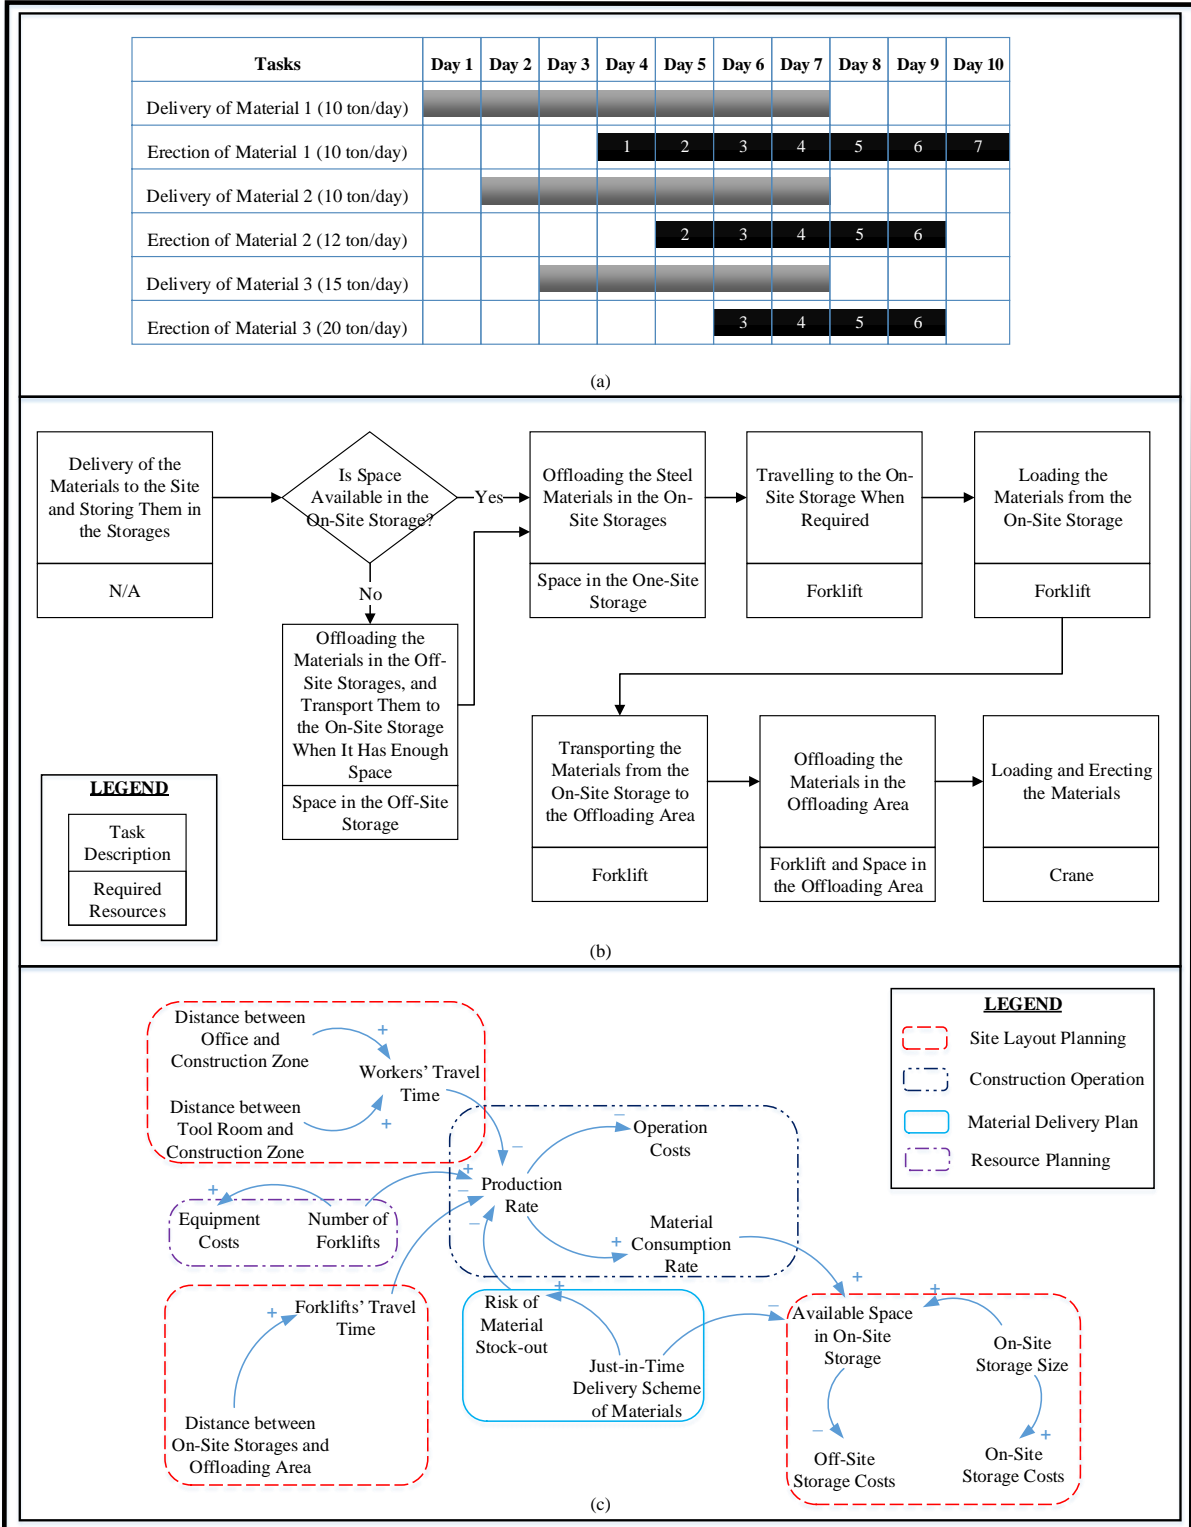 Tasks Day 1 Day 2 Day 3 Day 4 Day 5 Day 6 Day 7 Day 8 Day 9 Day 10
Delivery of Material 1 (10 ton/day)
Erection of Material 1 (10 ton/day) 1 2 3 4 5 6 7
Delivery of Material 2 (10 ton/day)
Erection of Material 2 (12 ton/day) 2 3 4 5 6
Delivery of Material 3 (15 ton/day)
Erection of Material 3 (20 ton/day) 3 4 5 6
(a)
Delivery of the
Materials to the Site
and Storing Them in
the Storages
N/A
Is Space
Available in the
On-Site Storage?
Yes
No
Offloading the Steel
Materials in the On-
Site Storages
Space in the One-Site
Storage
Travelling to the On-
Site Storage When
Required
Forklift
Loading the
Materials from the
On-Site Storage
Forklift
Offloading the
Materials in the Off-
Site Storages, and
Transport Them to
the On-Site Storage
When It Has Enough
Space
Space in the Off-Site
Storage
Transporting the
Materials from the
On-Site Storage to
the Offloading Area
Forklift
Offloading the
Materials in the
Offloading Area
Forklift and Space in
the Offloading Area
Loading and Erecting
the Materials
Crane
LEGEND
Task
Description
Required
Resources
(b)
Distance between
Office and
Construction Zone
+
Workers' Travel
Time
Distance between
Tool Room and
Construction Zone
+
–
LEGEND
Site Layout Planning
Construction Operation
Material Delivery Plan
Resource Planning
–
Operation
Costs
Production
Rate
+
–
–
+
Equipment
Costs
Number of
Forklifts
Material
Consumption
Rate
+
+
Forklifts' Travel
Time
+
Distance between
On-Site Storages and
Offloading Area
Risk of
Material
Stock-out
+
Just-in-Time
Delivery Scheme
of Materials
–
+
Available Space
in On-Site
Storage
On-Site
Storage Size
–
+
Off-Site
Storage Costs
On-Site
Storage Costs
(c)